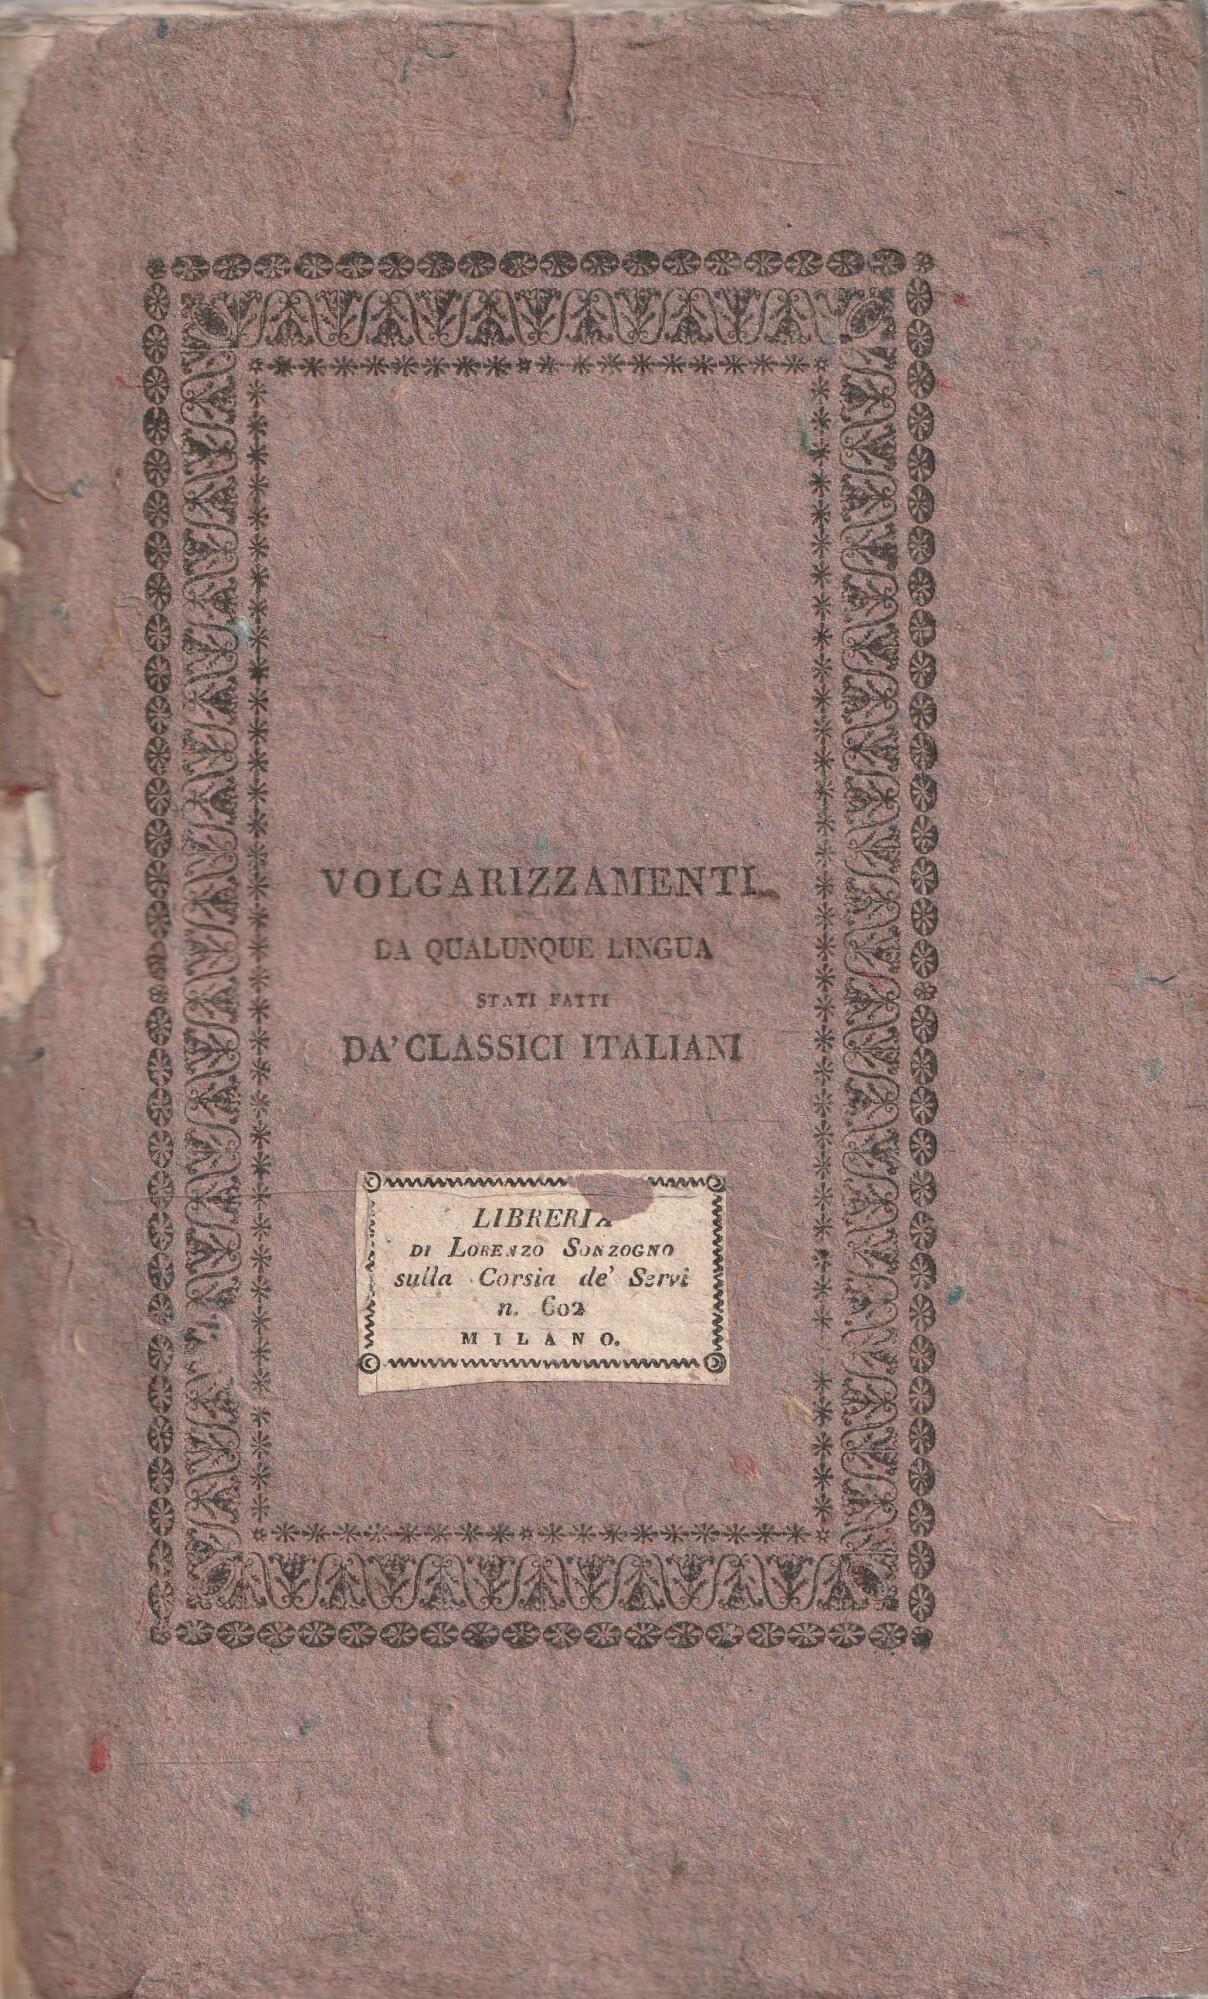 VOLGARIZZAMENTI
DA QUALUNQUE LINGUA
STATI FATTI
DA' CLASSICI ITALIANI
LIBRERIA
DI LORENZO SONZOGNO
sulla Corsia de' Servi
n. 602
MILANO.